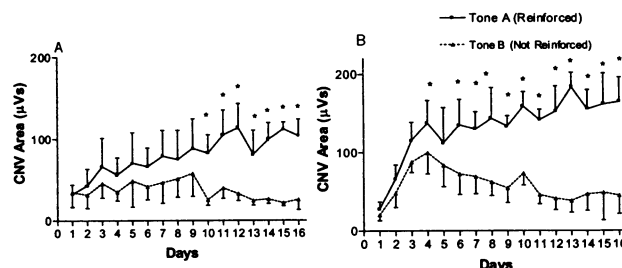 Tone A (Reinforced)
Tone B (Not Reinforced)
A
CNV Area (µVs)
200
100
0
0 1 2 3 4 5 6 7 8 9 10 11 12 13 14 15 16
Days
B
CNV Area (µVs)
200
100
0
0 1 2 3 4 5 6 7 8 9 10 11 12 13 14 15 16
Days